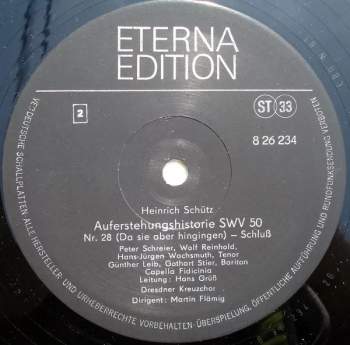 ETERNA
EDITION
2
ST 33
8 26 234
Heinrich Schütz
Auferstehungshistorie SWV 50
Nr. 28 (Da sie aber hingingen) – Schluß
Peter Schreier, Wolf Reinhold,
Hans-Jürgen Wachsmuth, Tenor
Günther Leib, Gothart Stier, Bariton
Capella Fidicinia
Leitung: Hans Grüß
Dresdner Kreuzchor
Dirigent: Martin Flämig
DEUTSCHE SCHALLPLATTEN ALLE HERSTELLER- UND URHEBERRECHTE VORBEHALTEN·ÜBERSPIELUNG, ÖFFENTLICHE AUFFÜHRUNG UND RUNDFUNKSENDUNG VERBOTEN